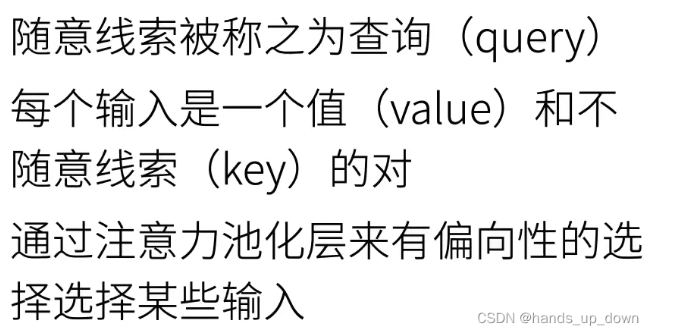 随意线索被称之为查询（query）
每个输入是一个值（value）和不
随意线索（key）的对
通过注意力池化层来有偏向性的选
择选择某些输入
CSDN @hands_up_down